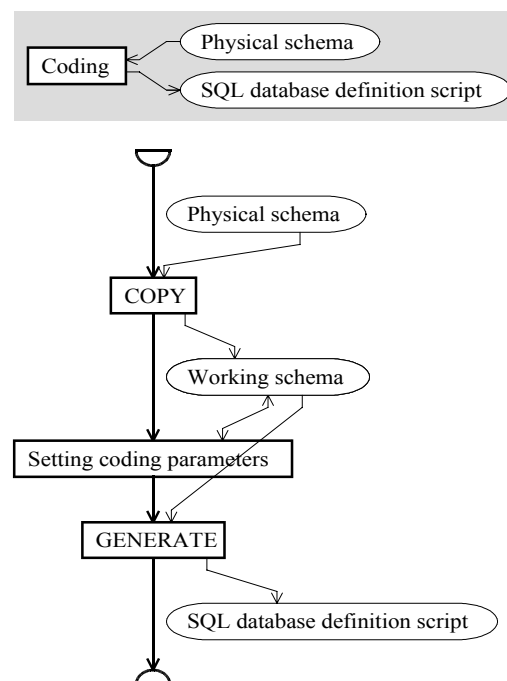 Physical schema
Coding
SQL database definition script
Physical schema
COPY
Working schema
Setting coding parameters
GENERATE
SQL database definition script